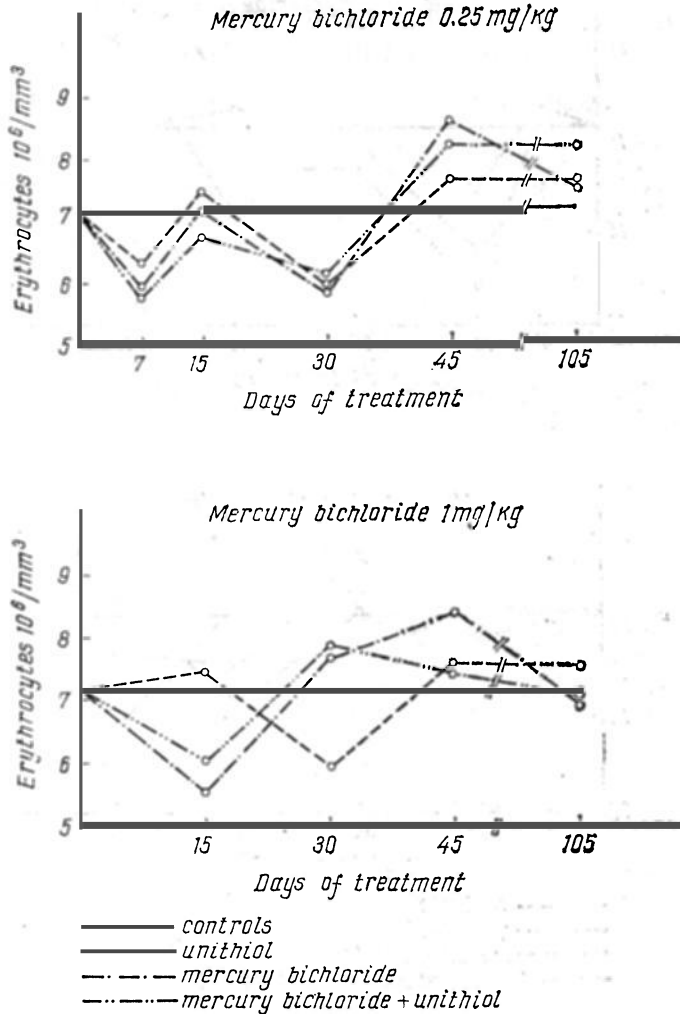 Mercury bichloride 0.25 mg/kg
Erythrocytes 10⁶/mm³
9
8
7
6
5
7 15 30 45 105
Days of treatment
Mercury bichloride 1mg/kg
Erythrocytes 10⁶/mm³
9
8
7
6
5
15 30 45 105
Days of treatment
controls
unithiol
mercury bichloride
mercury bichloride + unithiol